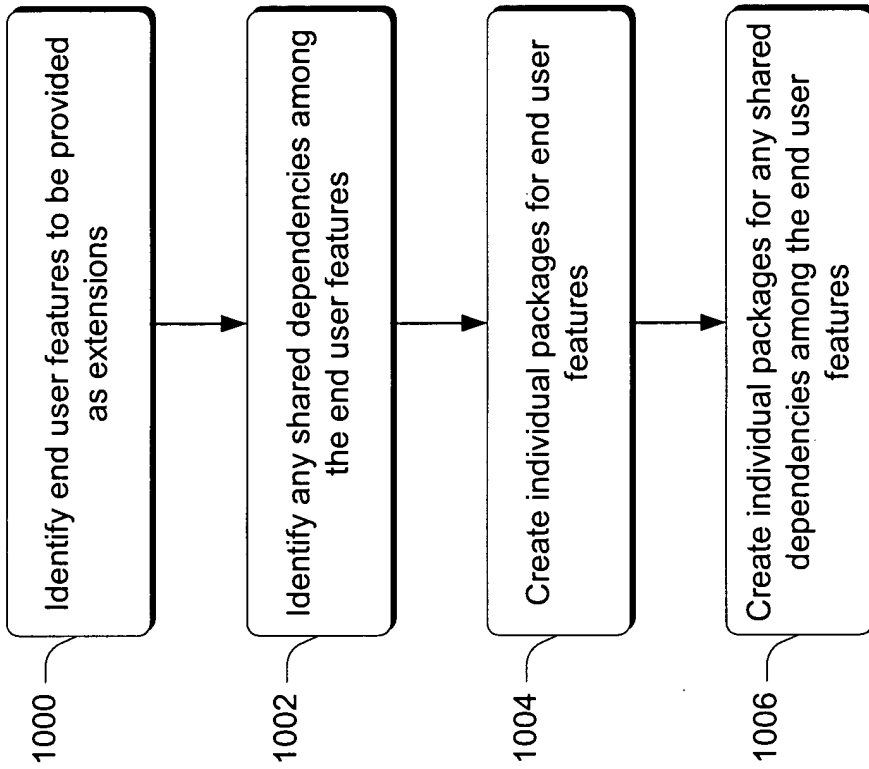 1000
Identify end user features to be provided
as extensions
1002
Identify any shared dependencies among
the end user features
1004
Create individual packages for end user
features
1006
Create individual packages for any shared
dependencies among the end user
features